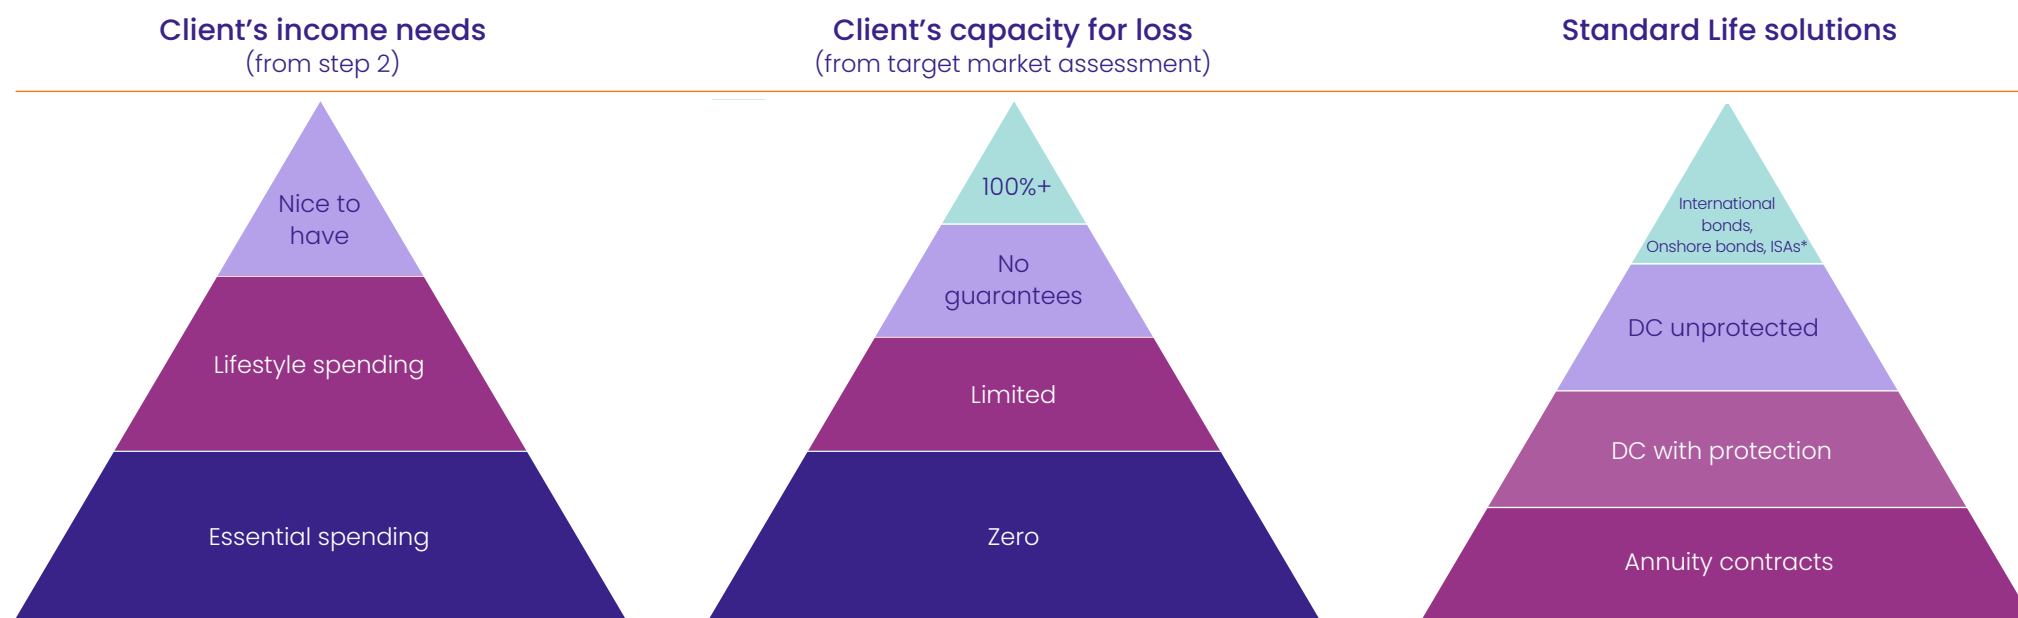 Client’s income needs
(from step 2)
Client’s capacity for loss
(from target market assessment)
Standard Life solutions
Nice to
have
Lifestyle spending
Essential spending
100%+
No
guarantees
Limited
Zero
International
bonds,
Onshore bonds, ISAs*
DC unprotected
DC with protection
Annuity contracts